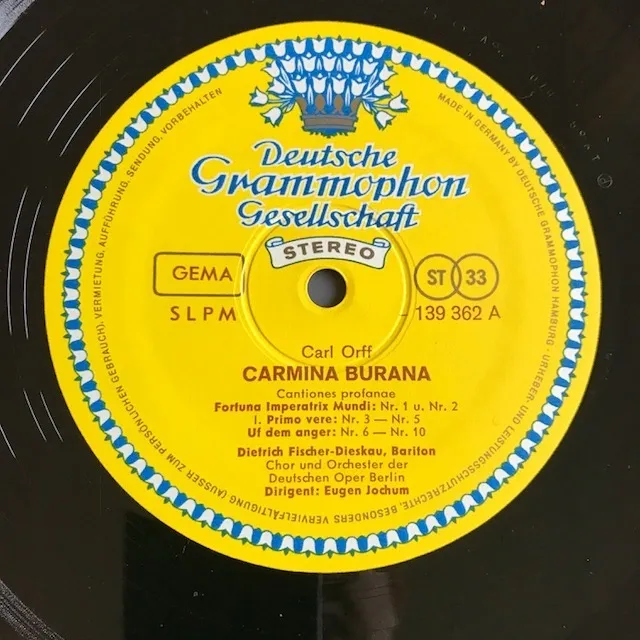 Deutsche
Grammophon
Gesellschaft
STEREO
GEMA
ST 33
SLPM
139 362 A
Carl Orff
CARMINA BURANA
Cantiones profanae
Fortuna Imperatrix Mundi: Nr. 1 u. Nr. 2
I. Primo vere: Nr. 3 — Nr. 5
Uf dem anger: Nr. 6 — Nr. 10
Dietrich Fischer-Dieskau, Bariton
Chor und Orchester der
Deutschen Oper Berlin
Dirigent: Eugen Jochum
MADE IN GERMANY BY DEUTSCHE GRAMMOPHON HAMBURG · URHEBER- UND LEISTUNGSSCHUTZRECHTE, BESONDERS VERVIELFÄLTIGUNG (AUSSER ZUM PERSÖNLICHEN GEBRAUCH), VERMIETUNG, AUFFÜHRUNG, SENDUNG, VORBEHALTEN